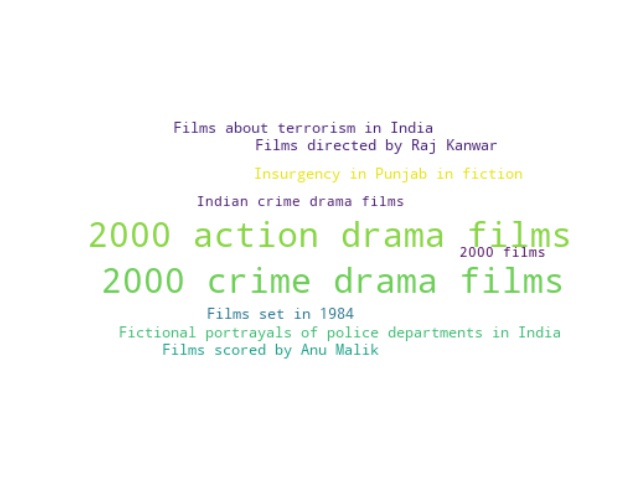 Films about terrorism in India
Films directed by Raj Kanwar
Insurgency in Punjab in fiction
Indian crime drama films
2000 action drama films
2000 films
2000 crime drama films
Films set in 1984
Fictional portrayals of police departments in India
Films scored by Anu Malik